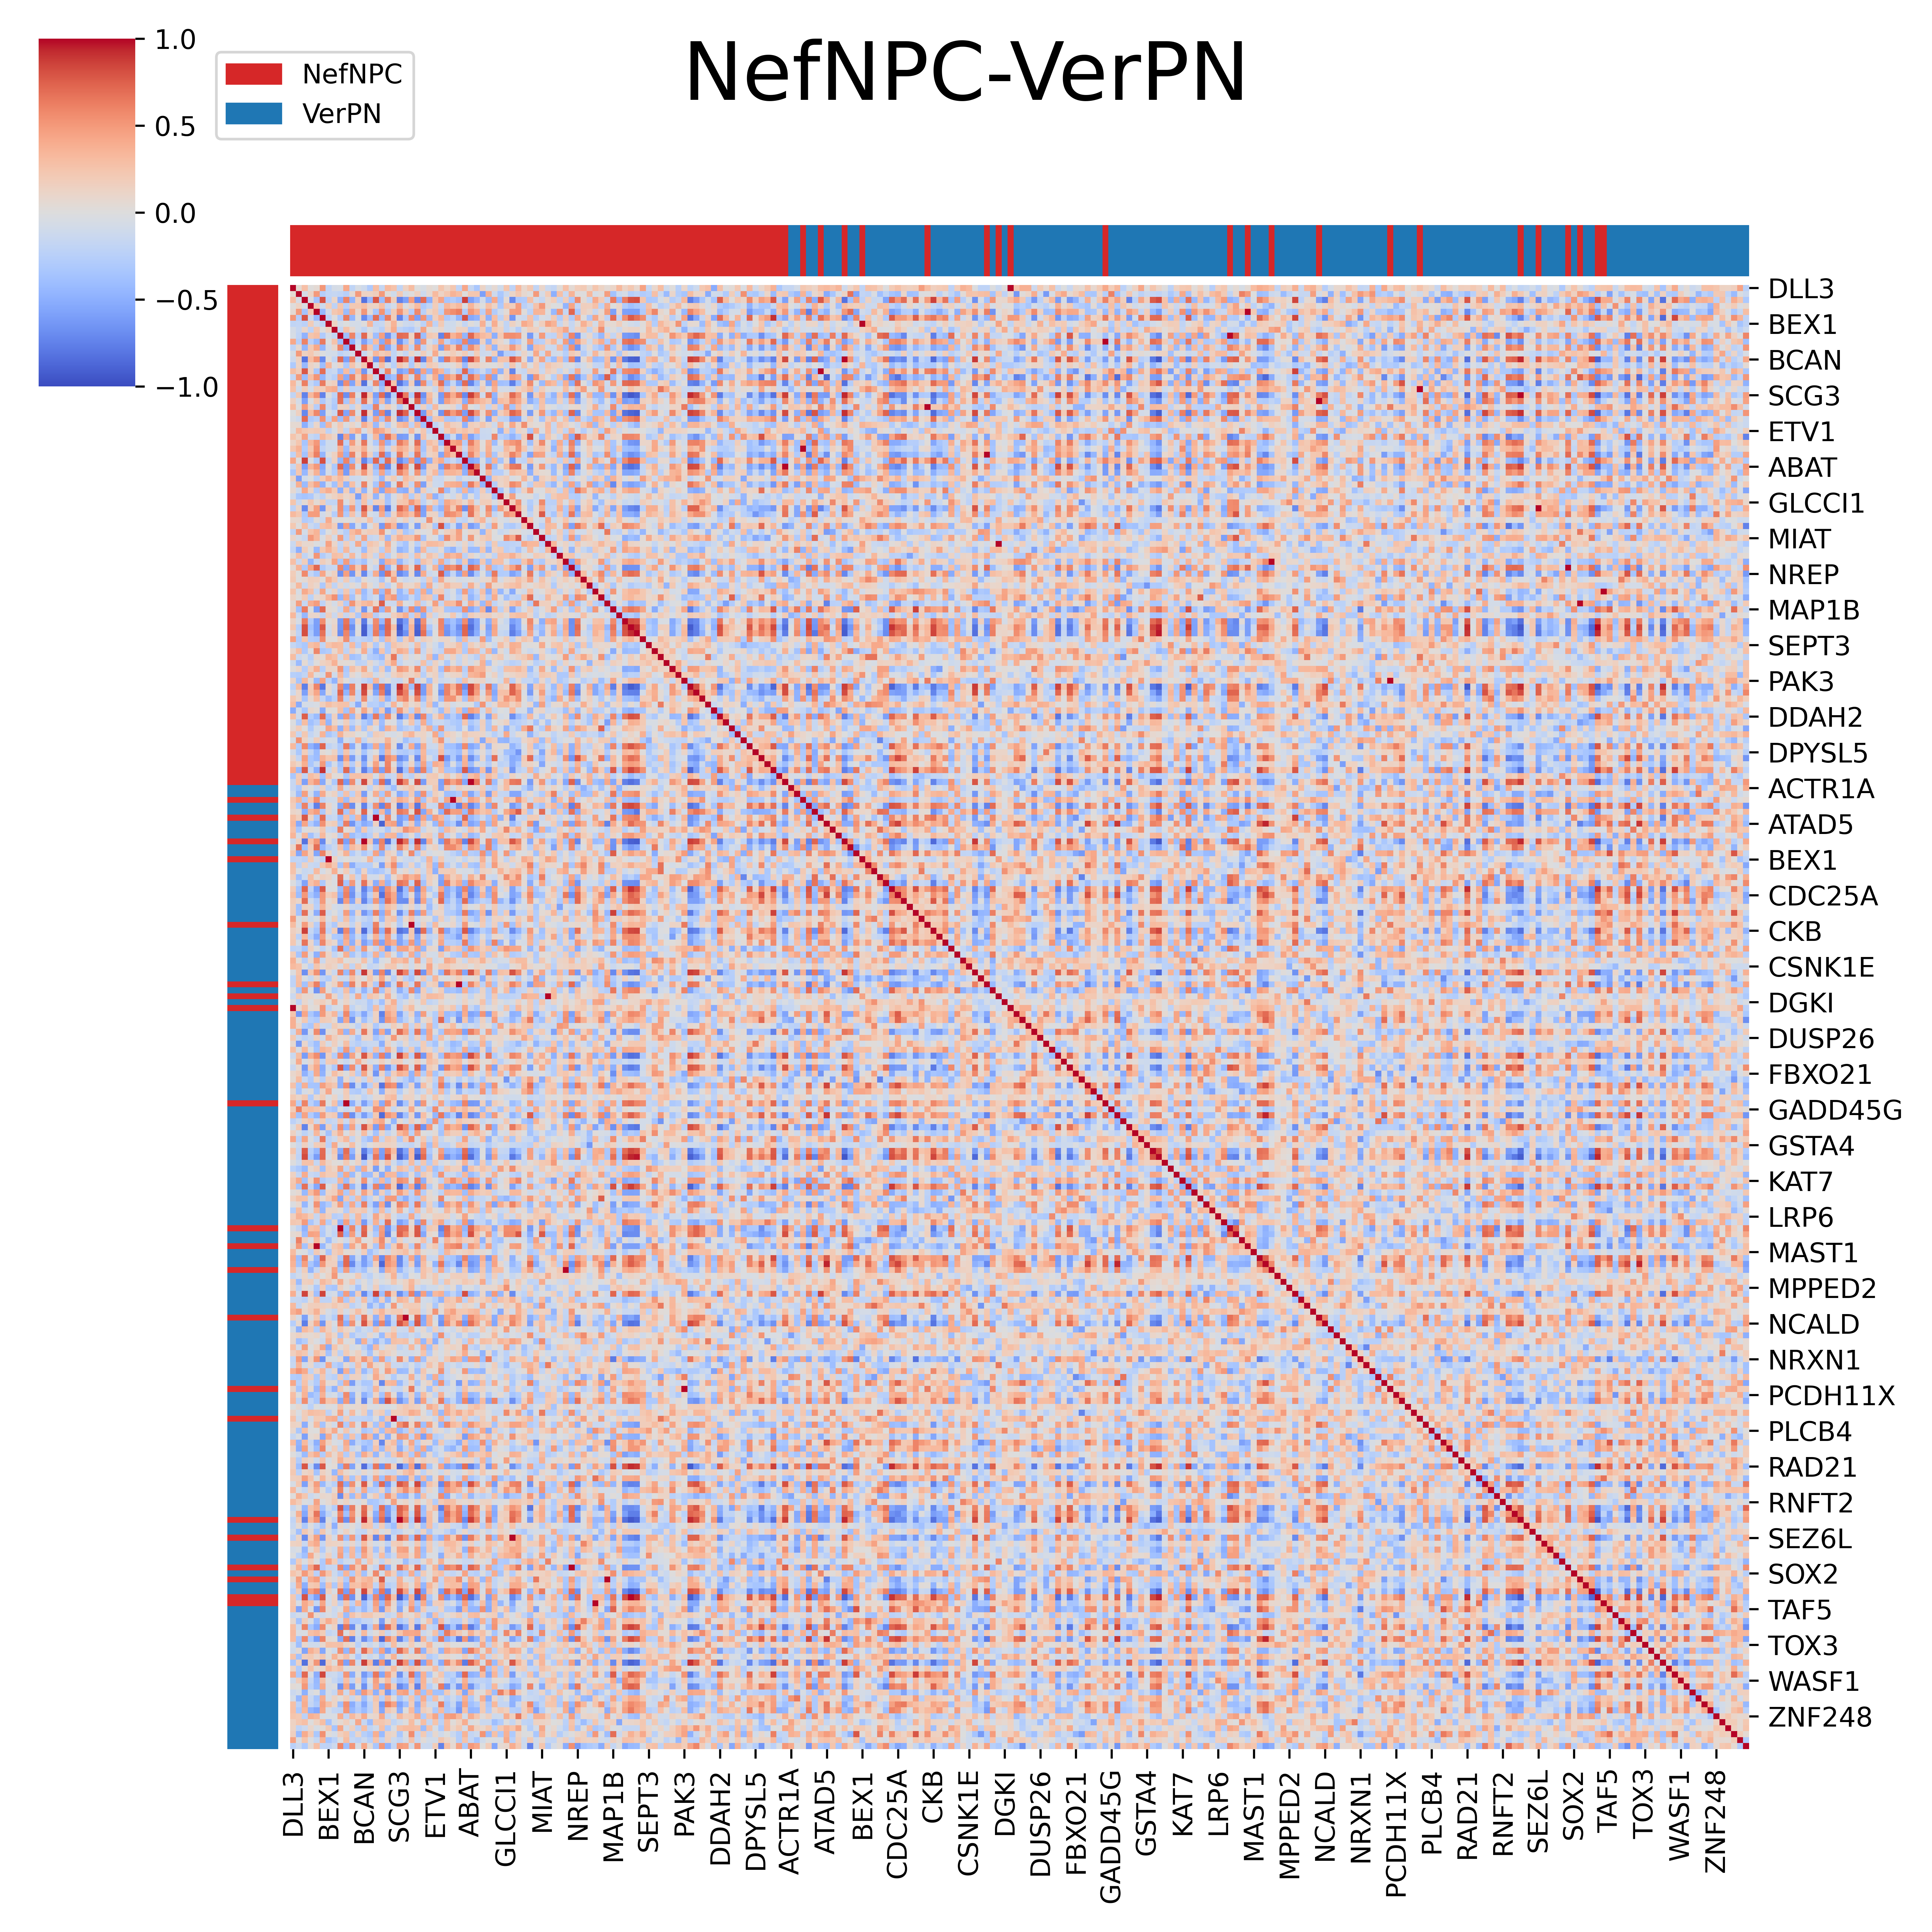 NefNPC-VerPN
1.0
0.5
0.0
−0.5
−1.0
NefNPC
VerPN
DLL3
BEX1
BCAN
SCG3
ETV1
ABAT
GLCCI1
MIAT
NREP
MAP1B
SEPT3
PAK3
DDAH2
DPYSL5
ACTR1A
ATAD5
BEX1
CDC25A
CKB
CSNK1E
DGKI
DUSP26
FBXO21
GADD45G
GSTA4
KAT7
LRP6
MAST1
MPPED2
NCALD
NRXN1
PCDH11X
PLCB4
RAD21
RNFT2
SEZ6L
SOX2
TAF5
TOX3
WASF1
ZNF248
DLL3
BEX1
BCAN
SCG3
ETV1
ABAT
GLCCI1
MIAT
NREP
MAP1B
SEPT3
PAK3
DDAH2
DPYSL5
ACTR1A
ATAD5
BEX1
CDC25A
CKB
CSNK1E
DGKI
DUSP26
FBXO21
GADD45G
GSTA4
KAT7
LRP6
MAST1
MPPED2
NCALD
NRXN1
PCDH11X
PLCB4
RAD21
RNFT2
SEZ6L
SOX2
TAF5
TOX3
WASF1
ZNF248